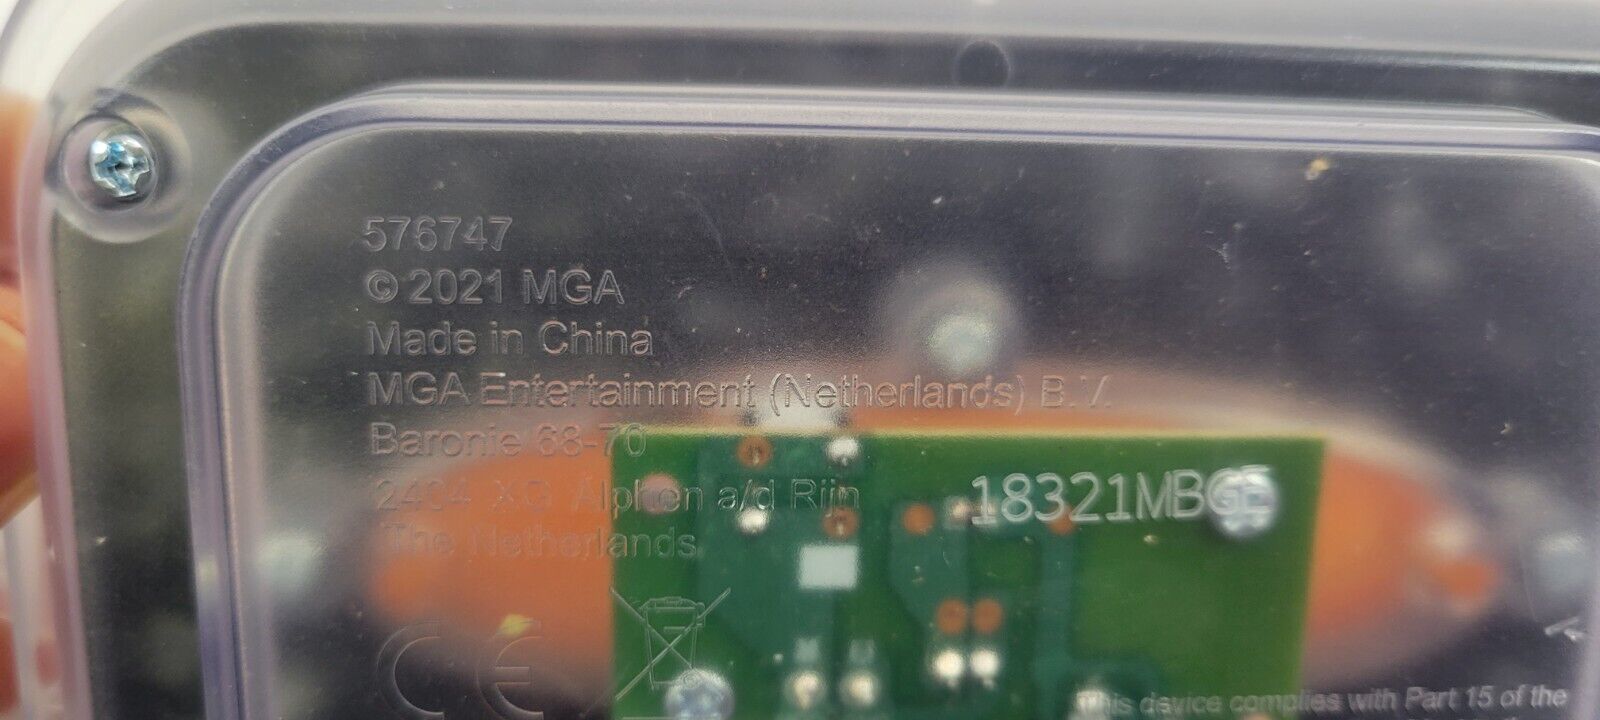 576747
© 2021 MGA
Made in China
MGA Entertainment (Netherlands) B.V.
Baronie 68-70
2404 XG Alphen a/d Rijn
The Netherlands
18321MBGE
CE
This device complies with Part 15 of the